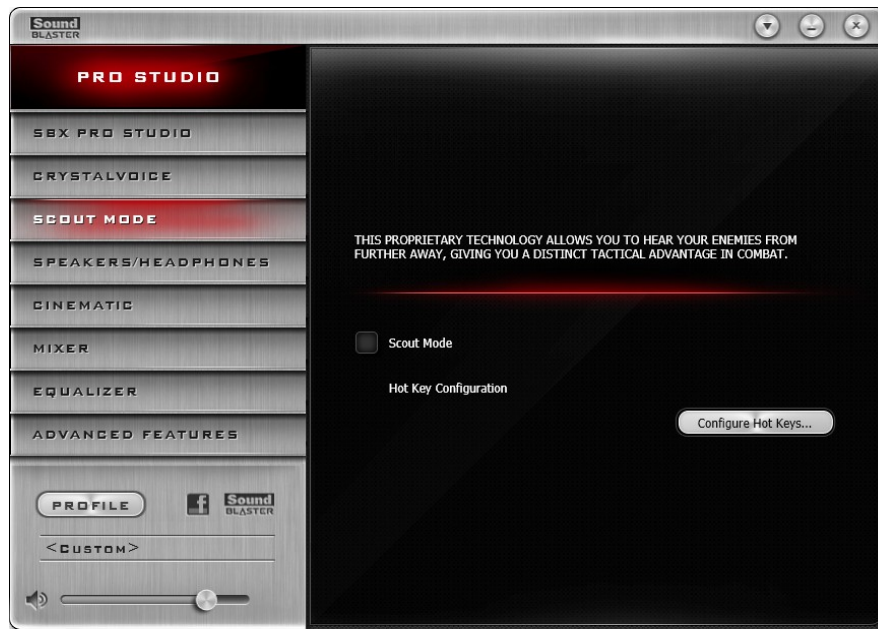 Sound
BLASTER
PRO STUDIO
SBX PRO STUDIO
CRYSTALVOICE
SCOUT MODE
SPEAKERS/HEADPHONES
CINEMATIC
MIXER
EQUALIZER
ADVANCED FEATURES
PROFILE
f
Sound
BLASTER
<CUSTOM>
THIS PROPRIETARY TECHNOLOGY ALLOWS YOU TO HEAR YOUR ENEMIES FROM
FURTHER AWAY, GIVING YOU A DISTINCT TACTICAL ADVANTAGE IN COMBAT.
Scout Mode
Hot Key Configuration
Configure Hot Keys...